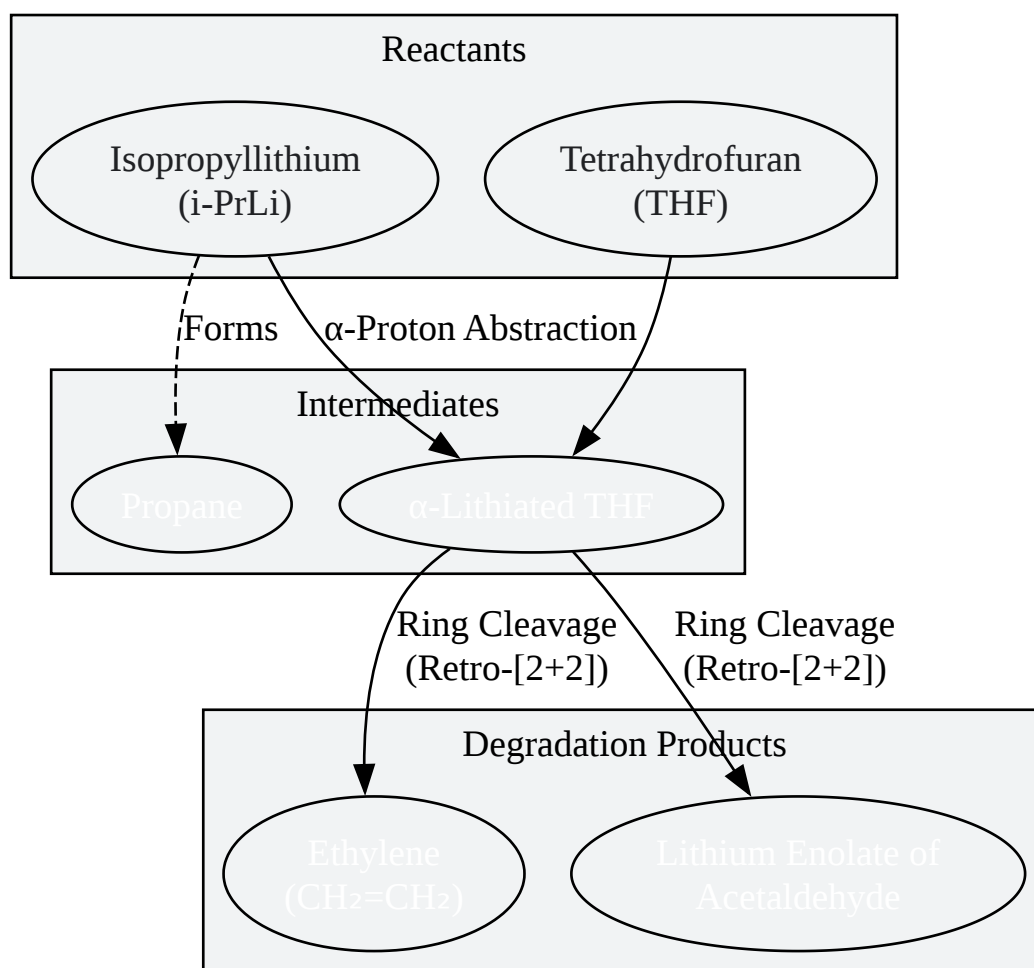 Reactants
Isopropyllithium
(i-PrLi)
Tetrahydrofuran
(THF)
Forms
α-Proton Abstraction
Intermediates
Propane
α-Lithiated THF
Ring Cleavage
(Retro-[2+2])
Ring Cleavage
(Retro-[2+2])
Degradation Products
Ethylene
(CH₂=CH₂)
Lithium Enolate of
Acetaldehyde